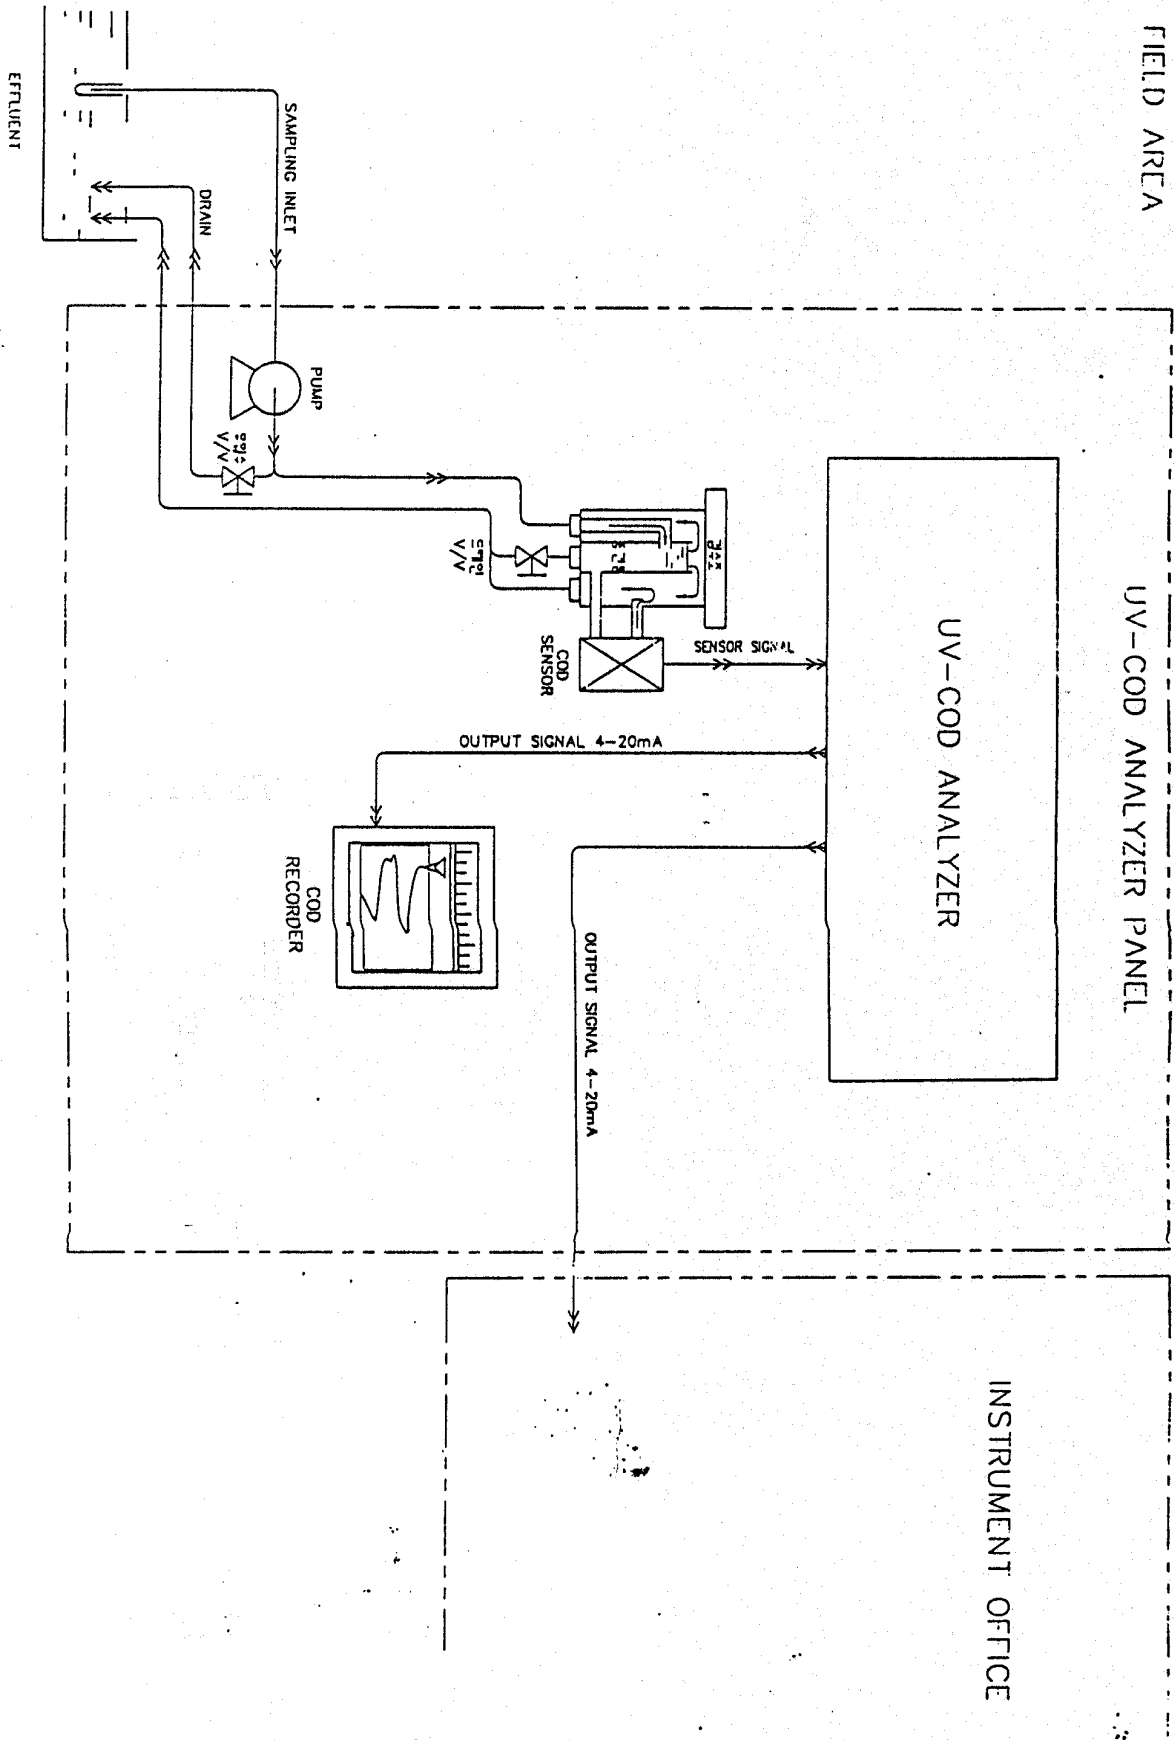 FIELD AREA
UV-COD ANALYZER PANEL
INSTRUMENT OFFICE
UV-COD ANALYZER
SENSOR SIGNAL
COD
SENSOR
OUTPUT SIGNAL 4-20mA
OUTPUT SIGNAL 4-20mA
COD
RECORDER
V/V
V/V
PUMP
SAMPLING INLET
DRAIN
EFFLUENT